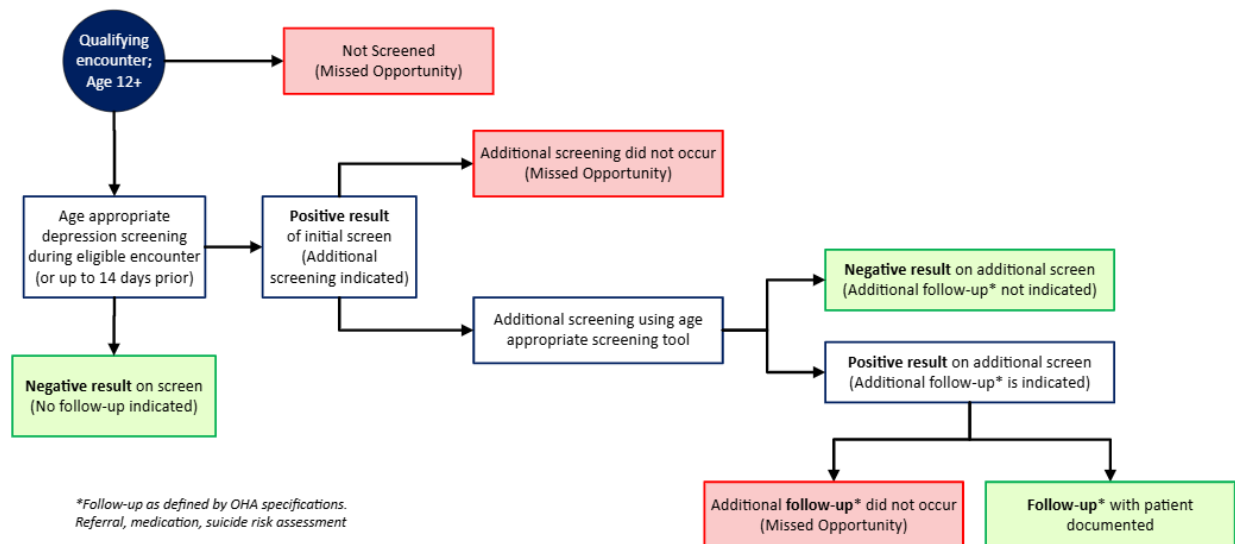 Qualifying
encounter;
Age 12+
Not Screened
(Missed Opportunity)
Additional screening did not occur
(Missed Opportunity)
Age appropriate
depression screening
during eligible encounter
(or up to 14 days prior)
Positive result
of initial screen
(Additional
screening indicated)
Negative result on additional screen
(Additional follow-up* not indicated)
Additional screening using age
appropriate screening tool
Positive result on additional screen
(Additional follow-up* is indicated)
Negative result on screen
(No follow-up indicated)
Additional follow-up* did not occur
(Missed Opportunity)
Follow-up* with patient
documented
*Follow-up as defined by OHA specifications.
Referral, medication, suicide risk assessment